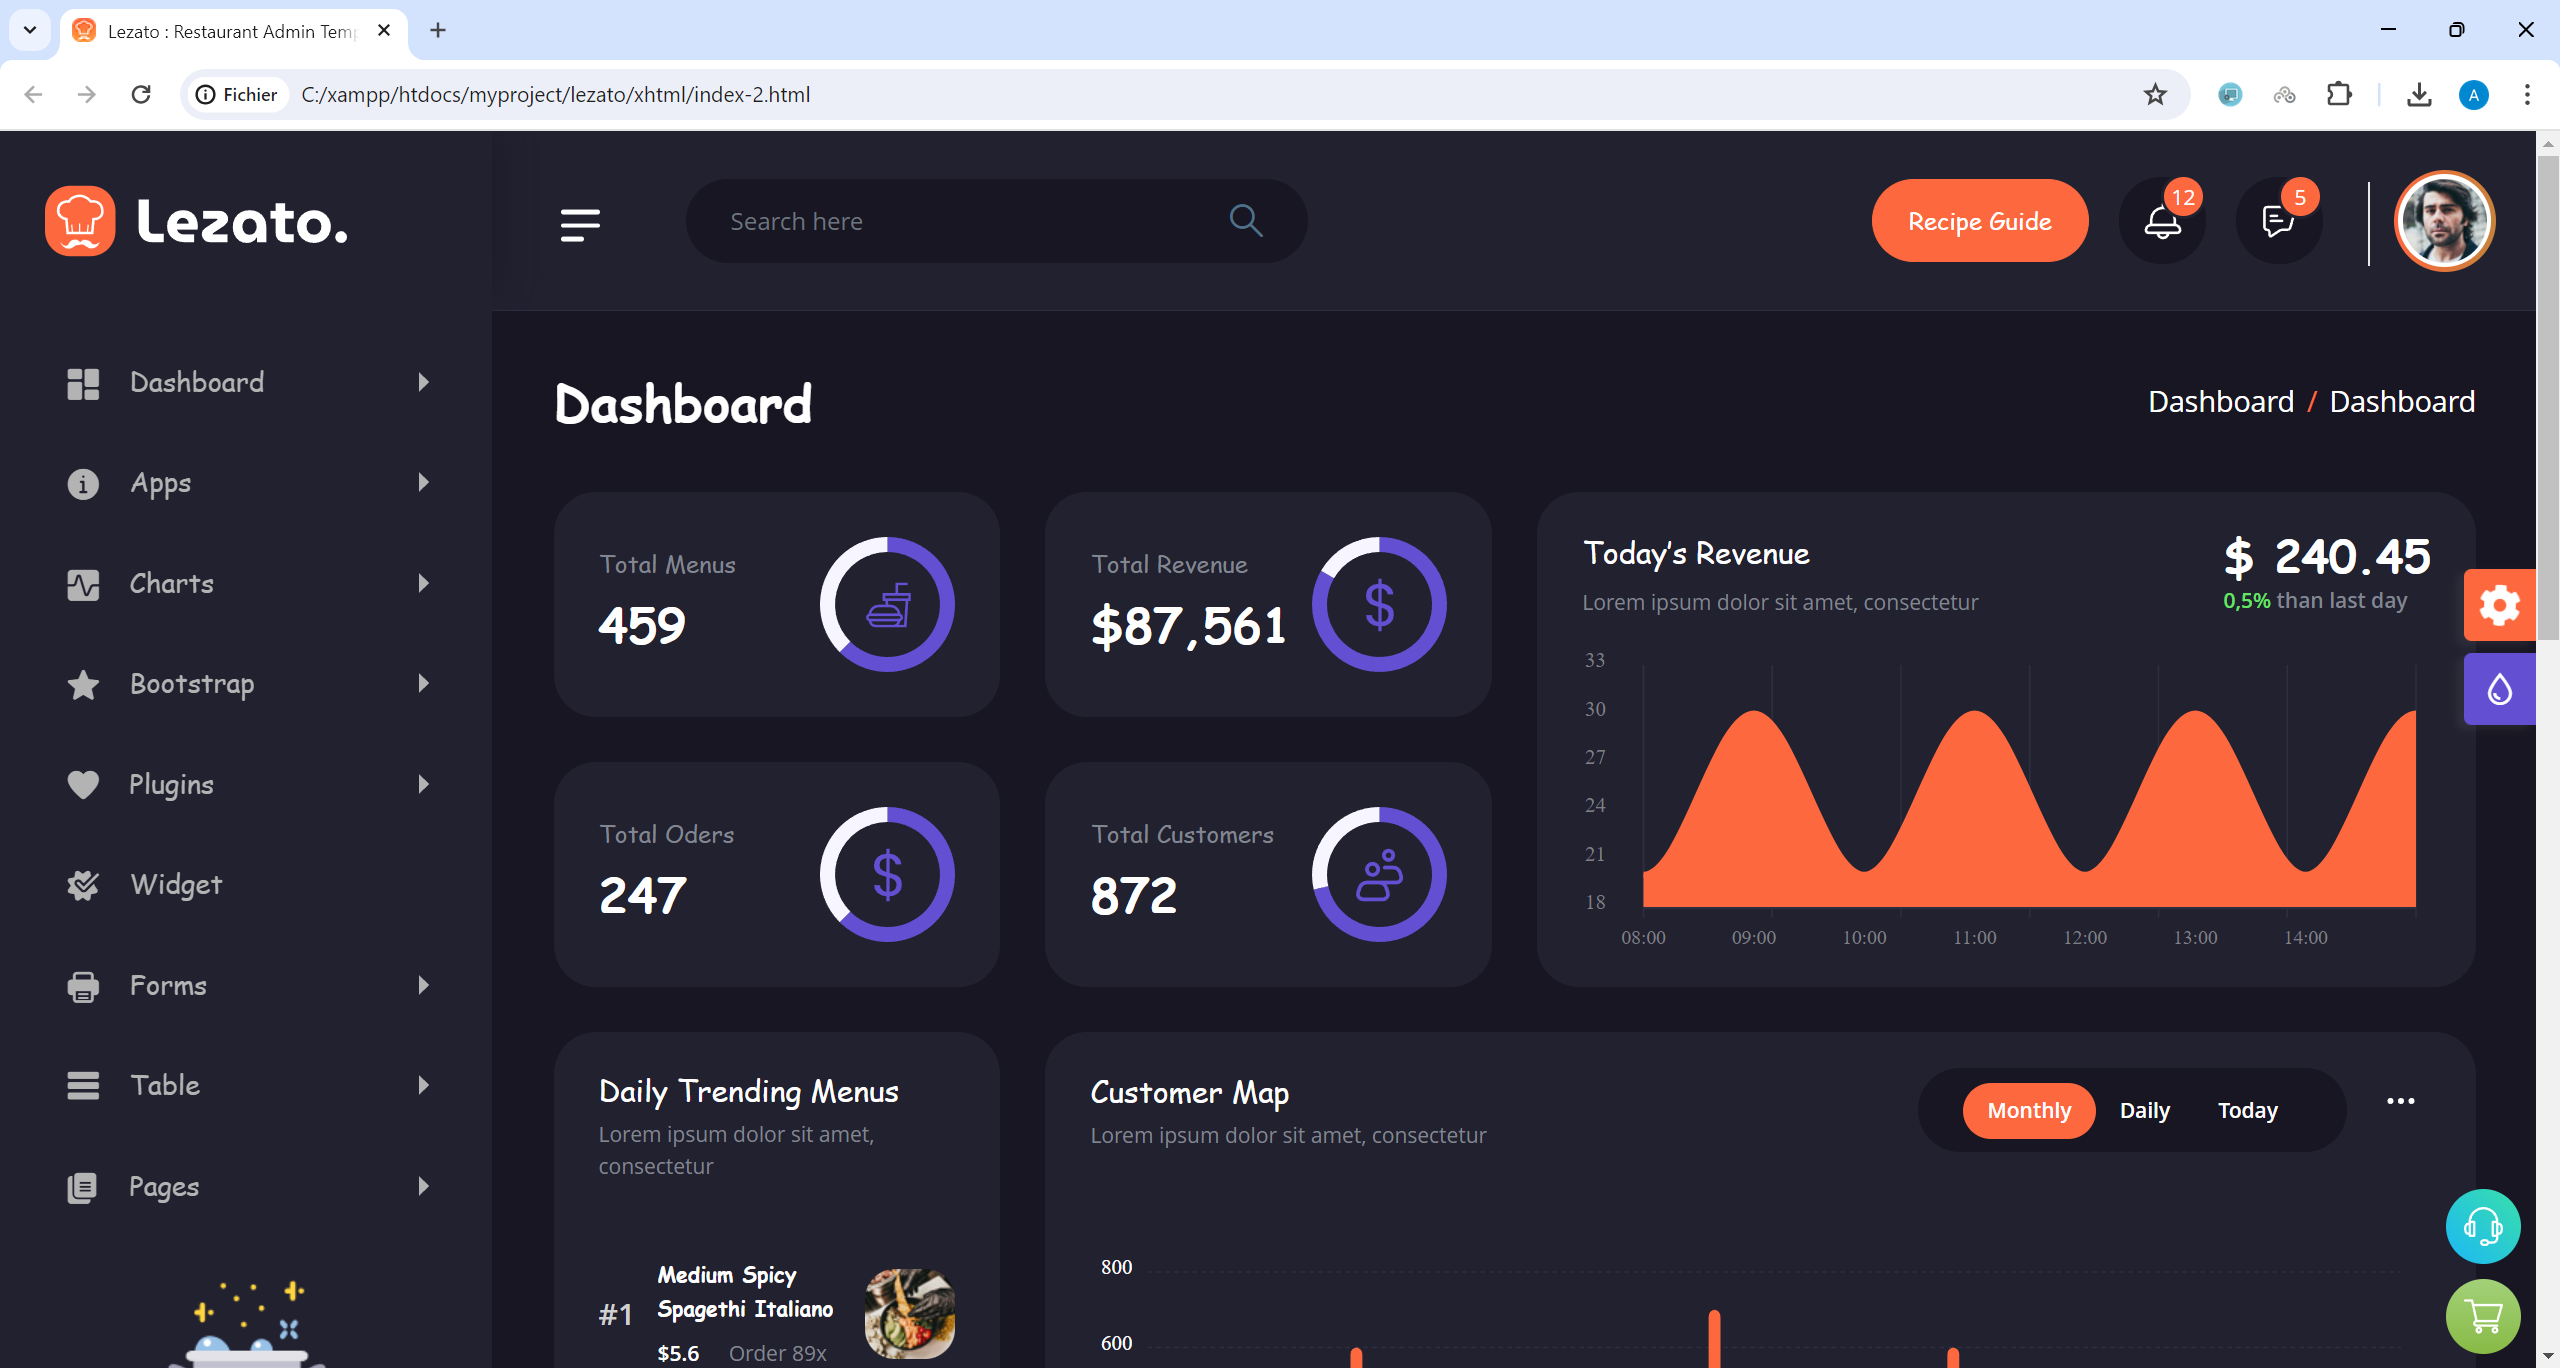 Lezato : Restaurant Admin Temp
Fichier
C:/xampp/htdocs/myproject/lezato/xhtml/index-2.html
A
Lezato.
Search here
Recipe Guide
12
5
Dashboard
Apps
Charts
Bootstrap
Plugins
Widget
Forms
Table
Pages
Dashboard
Dashboard / Dashboard
Total Menus
459
Total Revenue
$87,561
$
Total Oders
247
$
Total Customers
872
Today's Revenue
Lorem ipsum dolor sit amet, consectetur
$ 240.45
0,5% than last day
33
30
27
24
21
18
08:00 09:00 10:00 11:00 12:00 13:00 14:00
Daily Trending Menus
Lorem ipsum dolor sit amet,
consectetur
#1
Medium Spicy
Spagethi Italiano
$5.6 Order 89x
Customer Map
Lorem ipsum dolor sit amet, consectetur
Monthly Daily Today
800
600